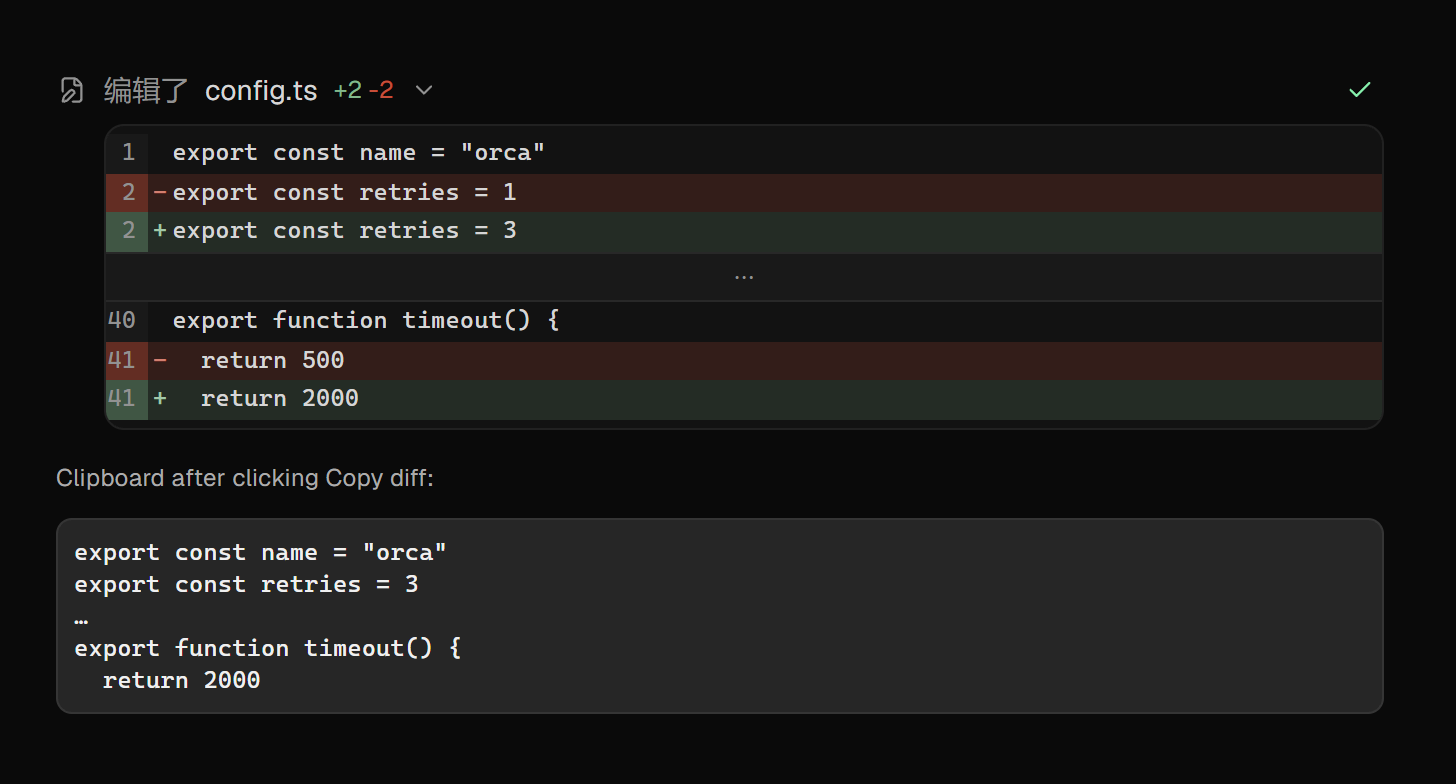 编辑了 config.ts +2 -2
1 export const name = "orca"
2 -export const retries = 1
2 +export const retries = 3
...
40 export function timeout() {
41 -  return 500
41 +  return 2000
Clipboard after clicking Copy diff:
export const name = "orca"
export const retries = 3
…
export function timeout() {
  return 2000